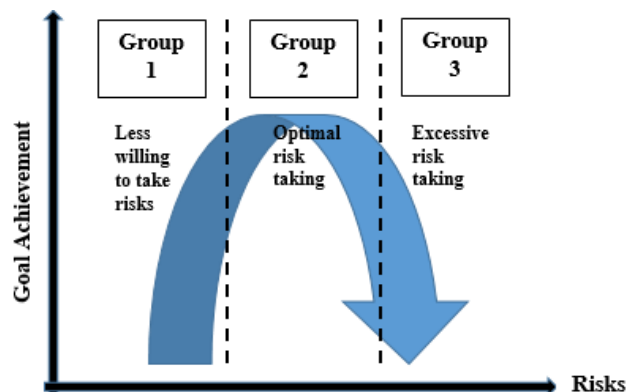 Group
1
Group
2
Group
3
Less
willing
to take
risks
Optimal
risk
taking
Excessive
risk
taking
Goal Achievement
Risks